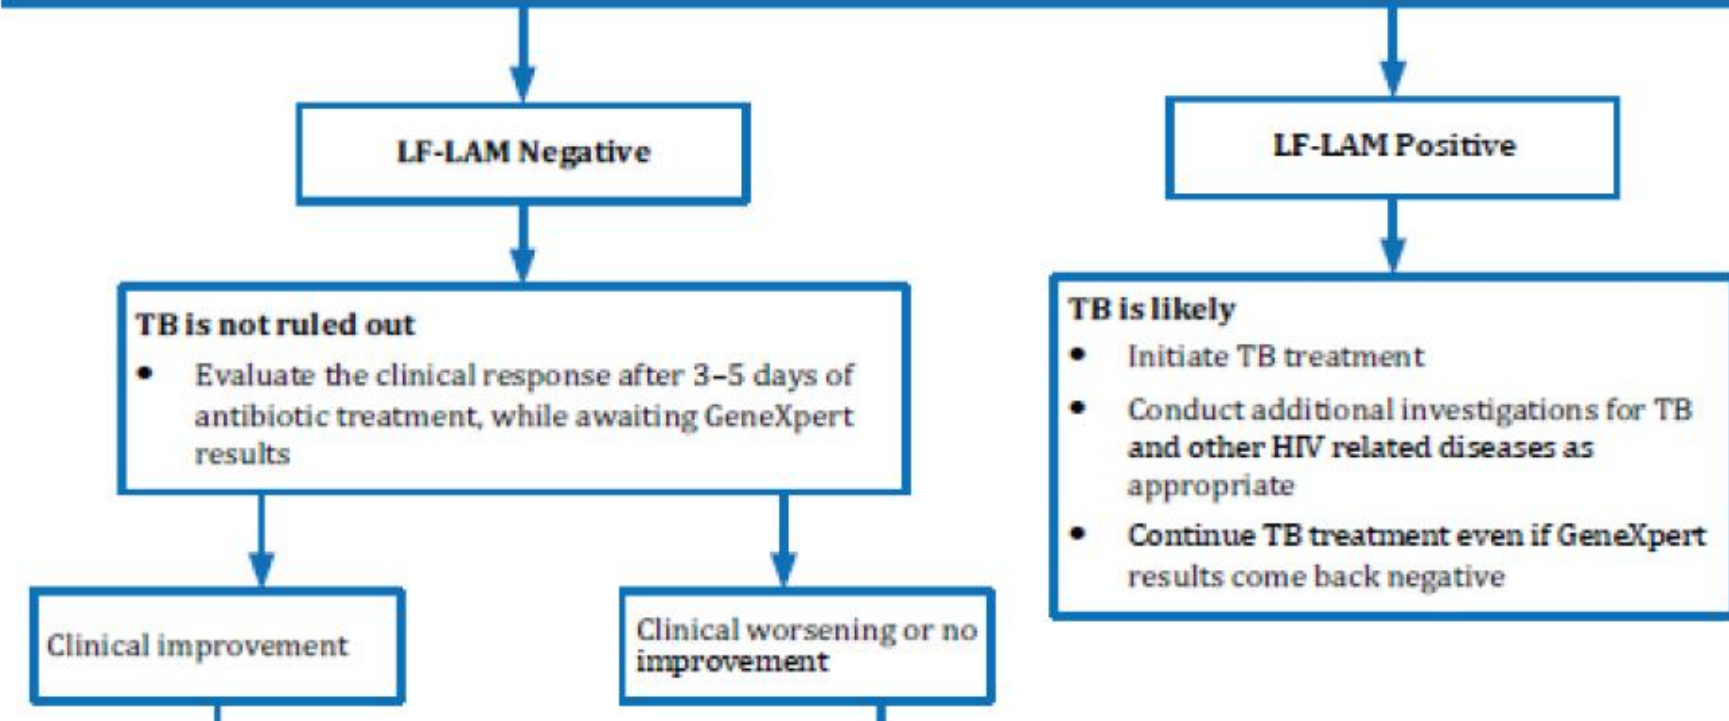 LF-LAM Negative
LF-LAM Positive
TB is not ruled out
• Evaluate the clinical response after 3–5 days of
antibiotic treatment, while awaiting GeneXpert
results
TB is likely
• Initiate TB treatment
• Conduct additional investigations for TB
and other HIV related diseases as
appropriate
• Continue TB treatment even if GeneXpert
results come back negative
Clinical improvement
Clinical worsening or no
improvement